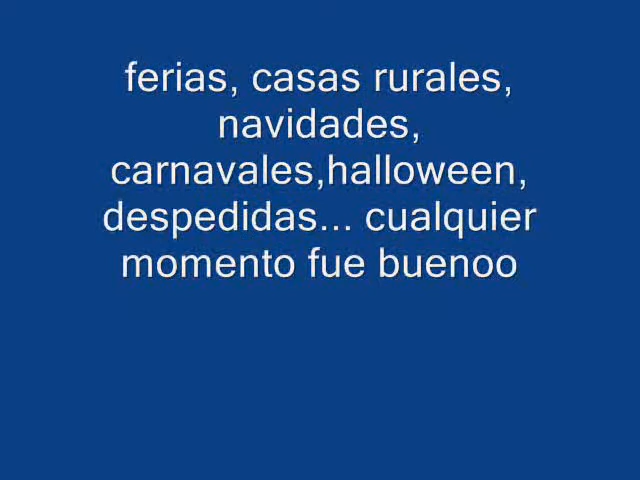 ferias, casas rurales,
navidades,
carnavales,halloween,
despedidas... cualquier
momento fue buenoo